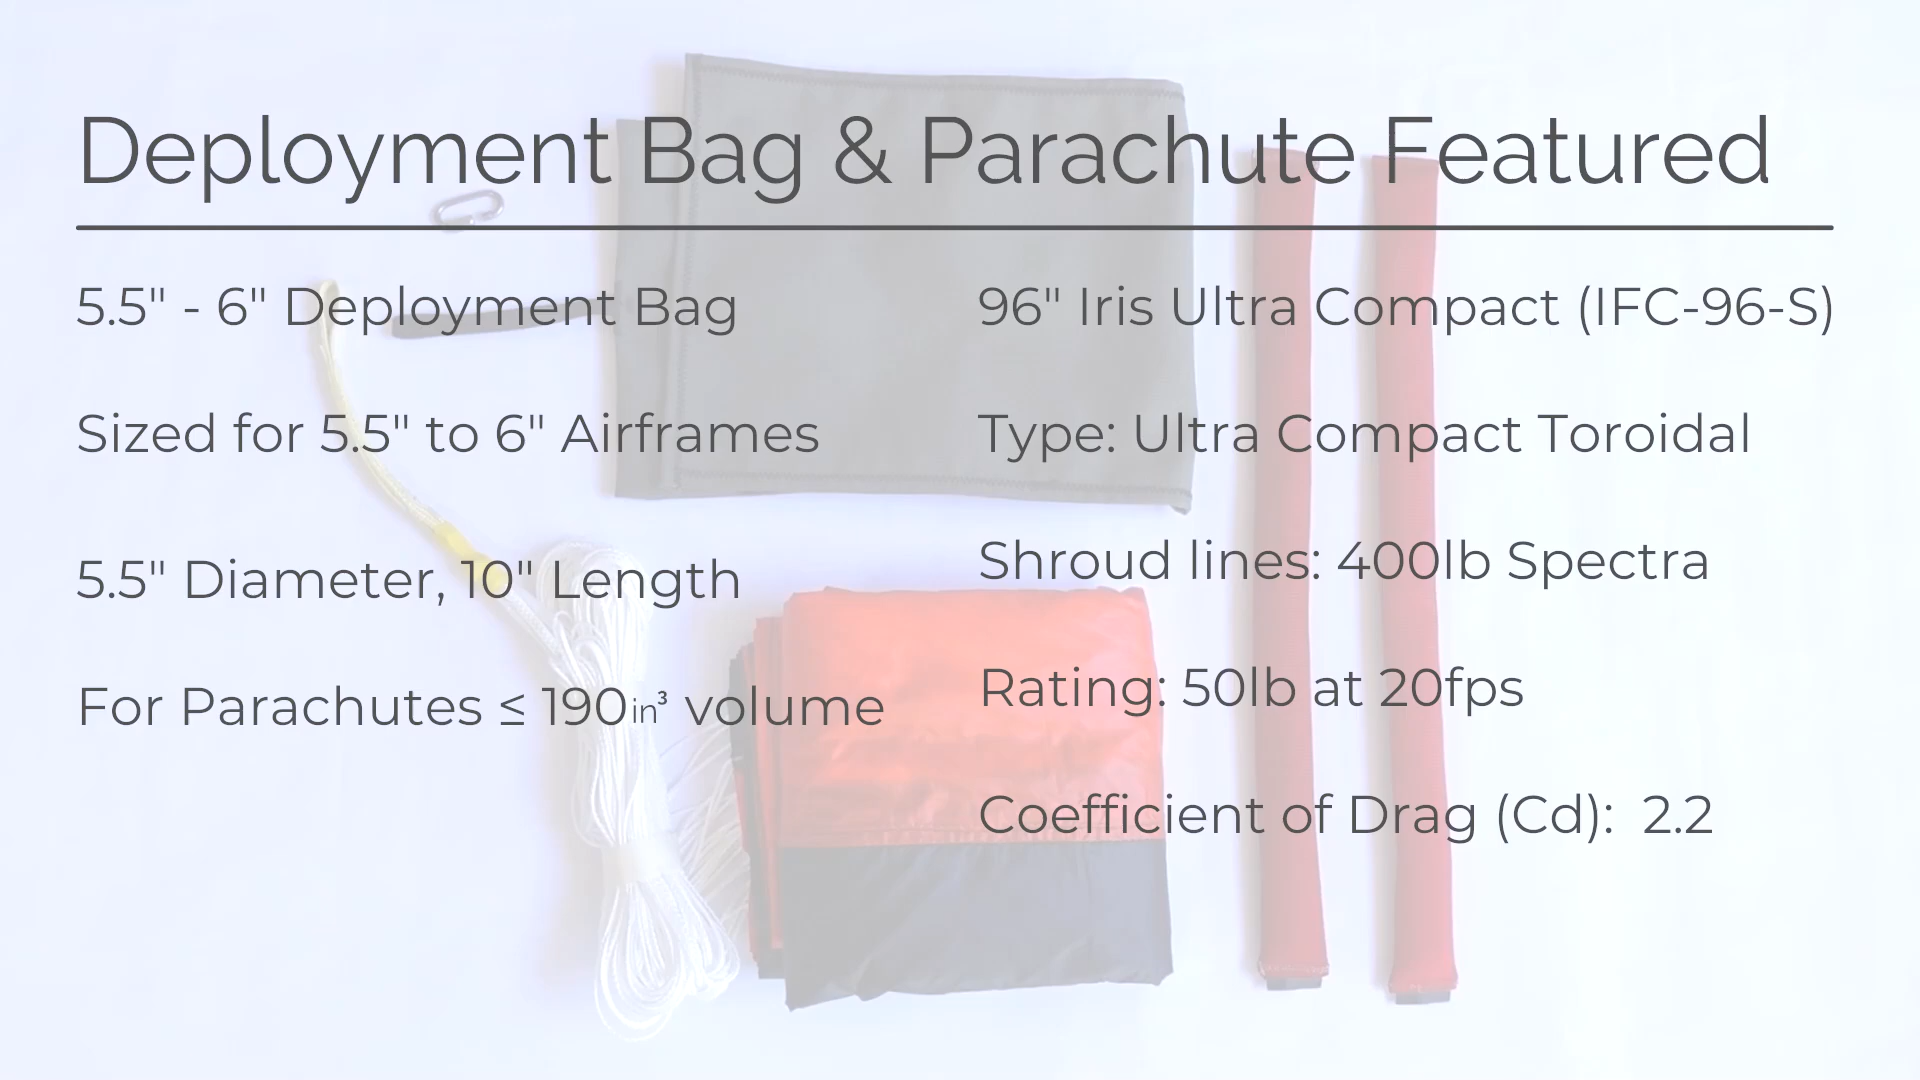 Deployment Bag & Parachute Featured
5.5" - 6" Deployment Bag
Sized for 5.5" to 6" Airframes
5.5" Diameter, 10" Length
For Parachutes ≤ 190in³ volume
96" Iris Ultra Compact (IFC-96-S)
Type: Ultra Compact Toroidal
Shroud lines: 400lb Spectra
Rating: 50lb at 20fps
Coefficient of Drag (Cd):  2.2